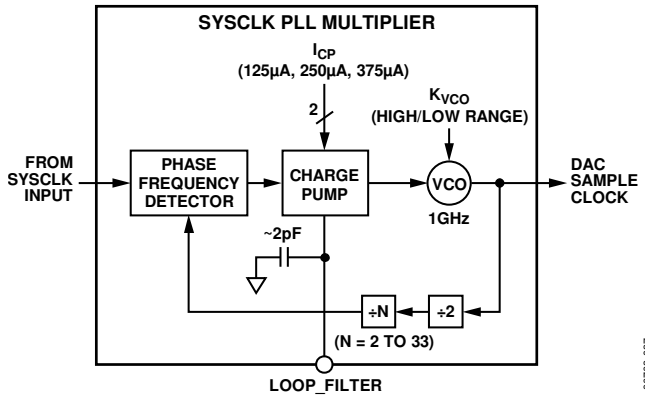 SYSCLK PLL MULTIPLIER
I_CP
(125µA, 250µA, 375µA)
2
K_VCO
(HIGH/LOW RANGE)
FROM
SYSCLK
INPUT
PHASE
FREQUENCY
DETECTOR
CHARGE
PUMP
VCO
1GHz
DAC
SAMPLE
CLOCK
~2pF
÷N
÷2
(N = 2 TO 33)
LOOP_FILTER